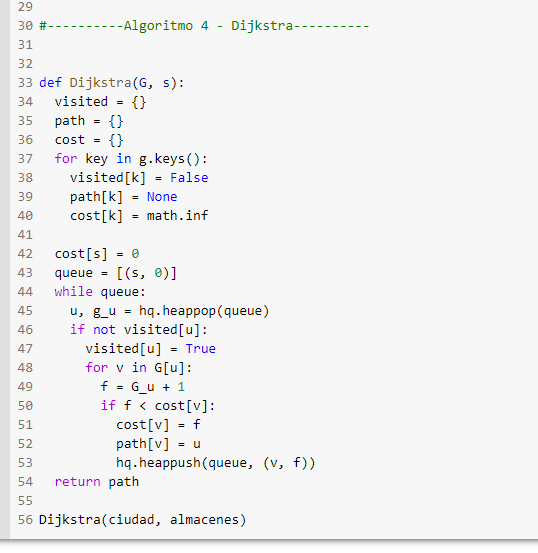 29
30 #----------Algoritmo 4 - Dijkstra----------
31
32
33 def Dijkstra(G, s):
34   visited = {}
35   path = {}
36   cost = {}
37   for key in g.keys():
38     visited[k] = False
39     path[k] = None
40     cost[k] = math.inf
41
42   cost[s] = 0
43   queue = [(s, 0)]
44   while queue:
45     u, g_u = hq.heappop(queue)
46     if not visited[u]:
47       visited[u] = True
48       for v in G[u]:
49         f = G_u + 1
50         if f < cost[v]:
51           cost[v] = f
52           path[v] = u
53           hq.heappush(queue, (v, f))
54   return path
55
56 Dijkstra(ciudad, almacenes)